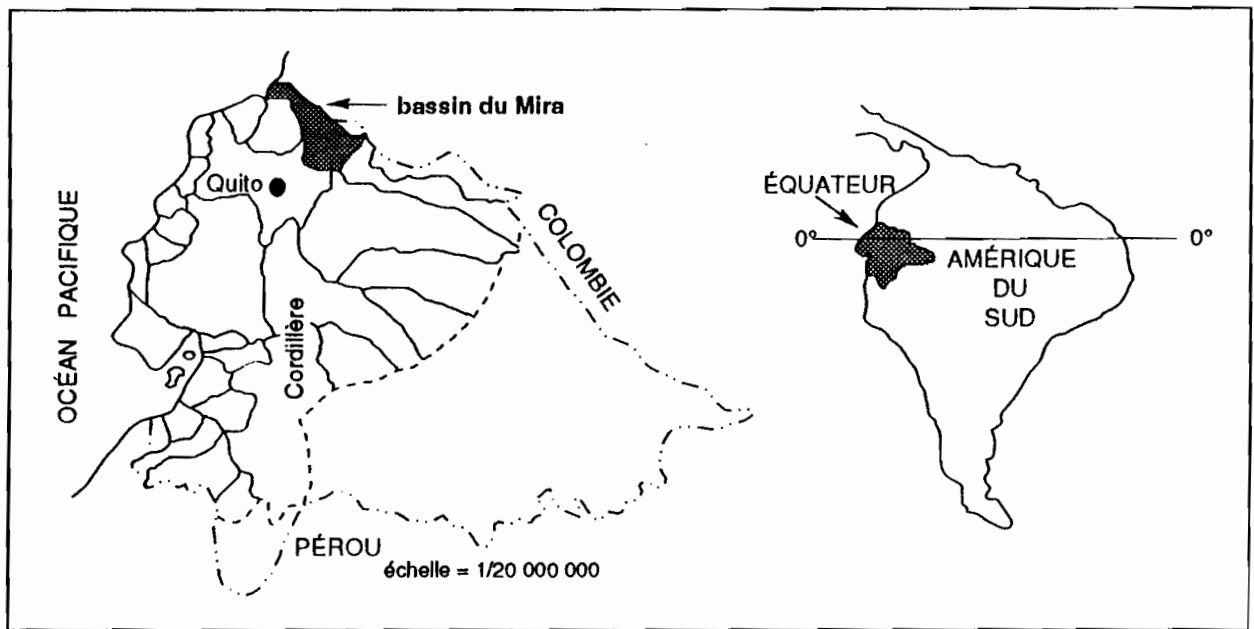 bassin du Mira
Quito
OCÉAN PACIFIQUE
COLOMBIE
Cordillère
PÉROU
échelle = 1/20 000 000
ÉQUATEUR
0°
0°
AMÉRIQUE
DU
SUD